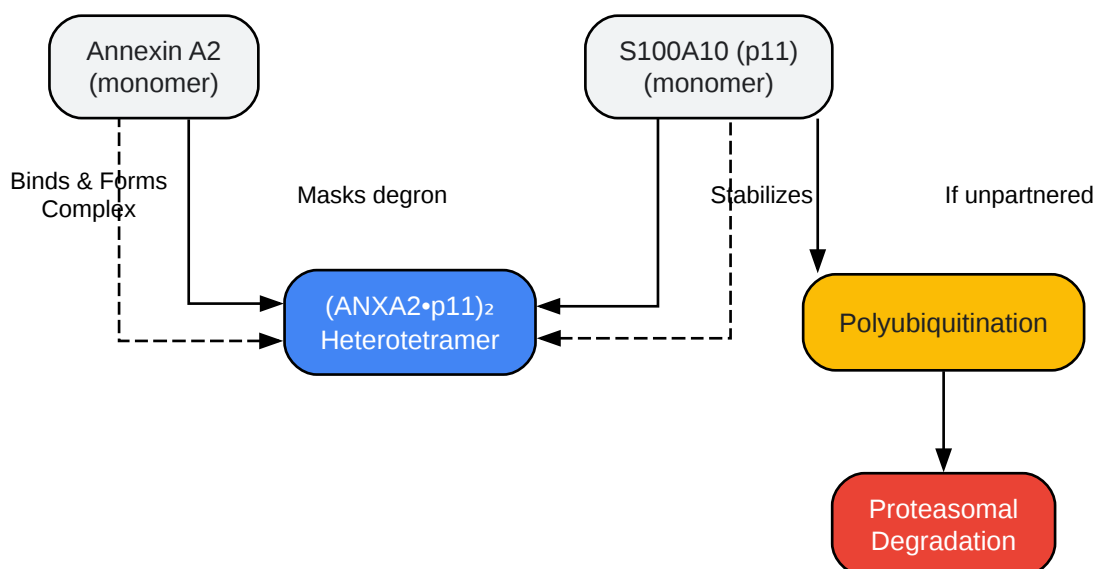 Annexin A2
(monomer)
S100A10 (p11)
(monomer)
Binds & Forms
Complex
Masks degron
Stabilizes
If unpartnered
(ANXA2•p11)₂
Heterotetramer
Polyubiquitination
Proteasomal
Degradation